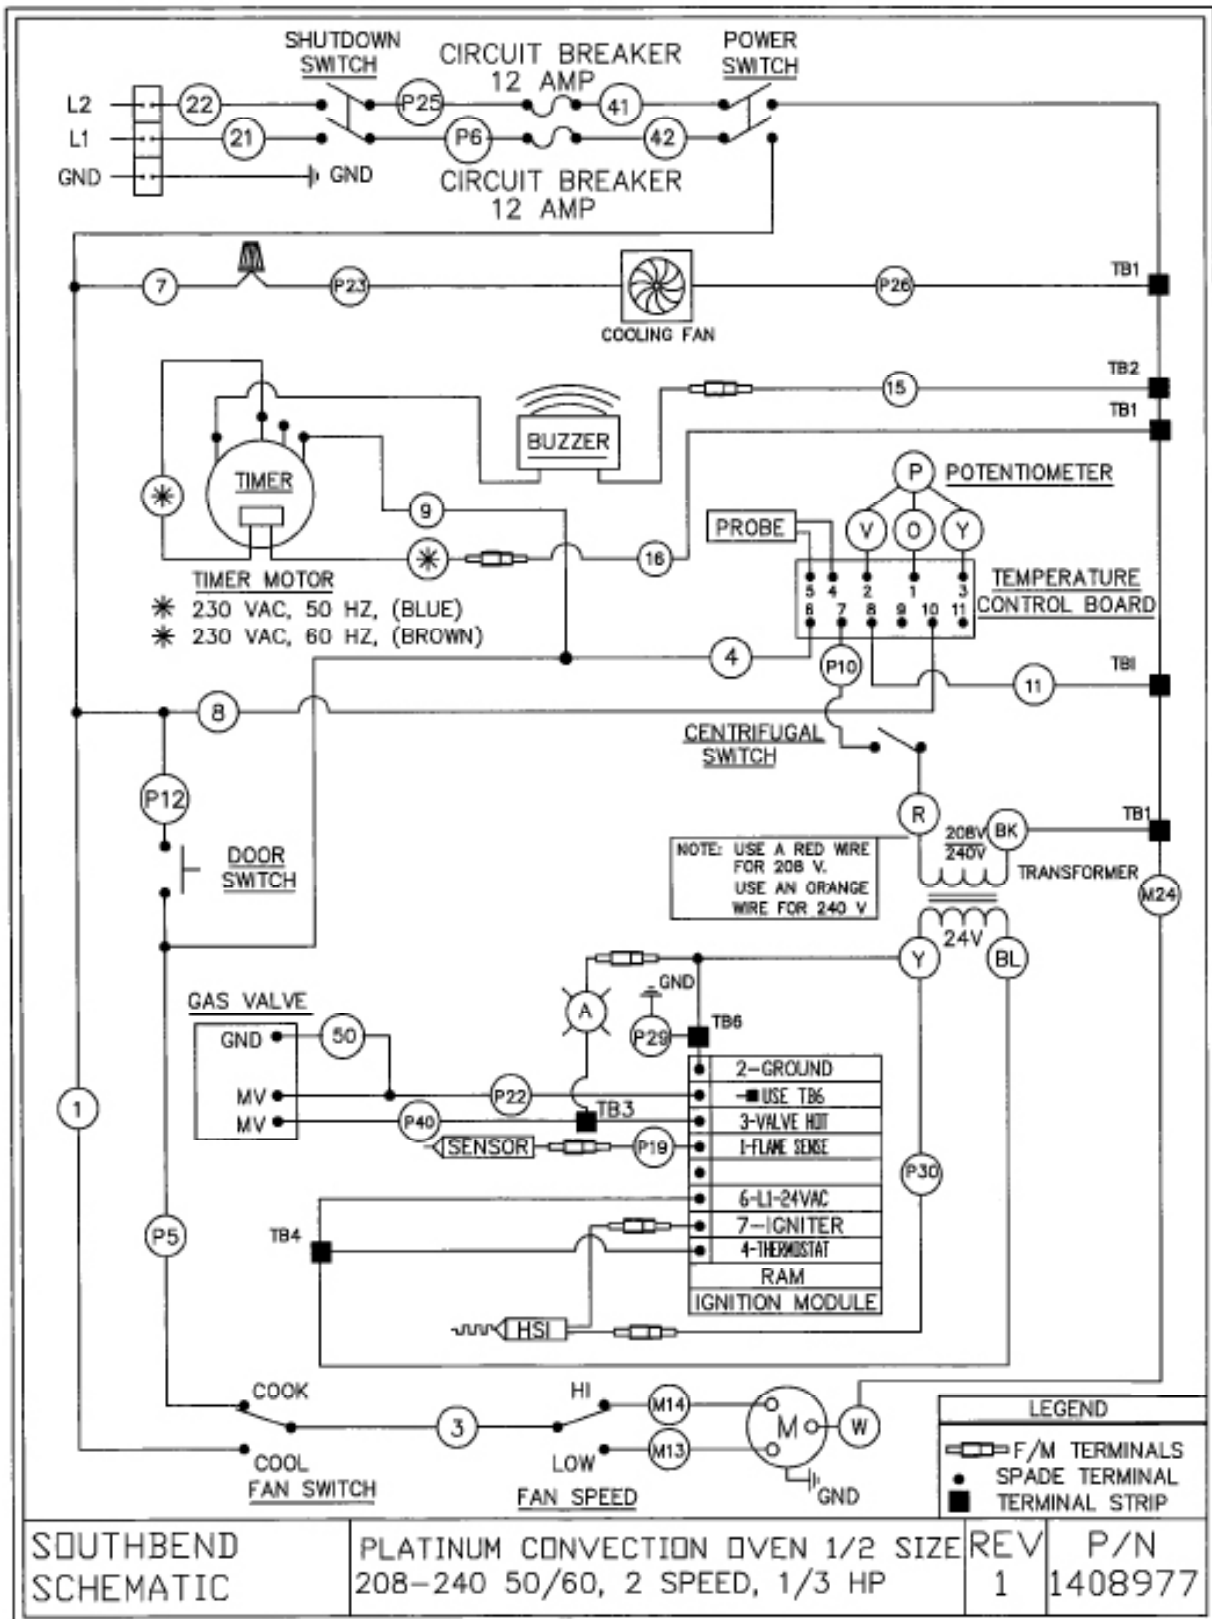 SHUTDOWN
SWITCH
CIRCUIT BREAKER
12 AMP
POWER
SWITCH
L2
22
P25
41
L1
21
P6
42
GND
GND
CIRCUIT BREAKER
12 AMP
7
P23
COOLING FAN
P26
TB1
TB2
15
TB1
BUZZER
TIMER
9
16
TIMER MOTOR
✳ 230 VAC, 50 HZ, (BLUE)
✳ 230 VAC, 60 HZ, (BROWN)
P
POTENTIOMETER
V
O
Y
PROBE
5 4 2 1 3
6 7 8 9 10 11
TEMPERATURE
CONTROL BOARD
4
P10
11
TB1
8
CENTRIFUGAL
SWITCH
P12
DOOR
SWITCH
R
208V
240V
BK
TB1
TRANSFORMER
M24
NOTE: USE A RED WIRE
FOR 208 V.
USE AN ORANGE
WIRE FOR 240 V
24V
Y
BL
GAS VALVE
GND
50
MV
MV
P22
P40
A
GND
P29
TB6
TB3
SENSOR
P19
2-GROUND
-■ USE TB6
3-VALVE HOT
1-FLAME SENSE
6-L1-24VAC
7-IGNITER
4-THERMOSTAT
RAM
IGNITION MODULE
P30
1
P5
TB4
HSI
COOK
COOL
FAN SWITCH
3
HI
LOW
FAN SPEED
M14
M13
M
W
GND
LEGEND
F/M TERMINALS
SPADE TERMINAL
TERMINAL STRIP
SOUTHBEND
SCHEMATIC
PLATINUM CONVECTION OVEN 1/2 SIZE
208-240 50/60, 2 SPEED, 1/3 HP
REV
1
P/N
1408977